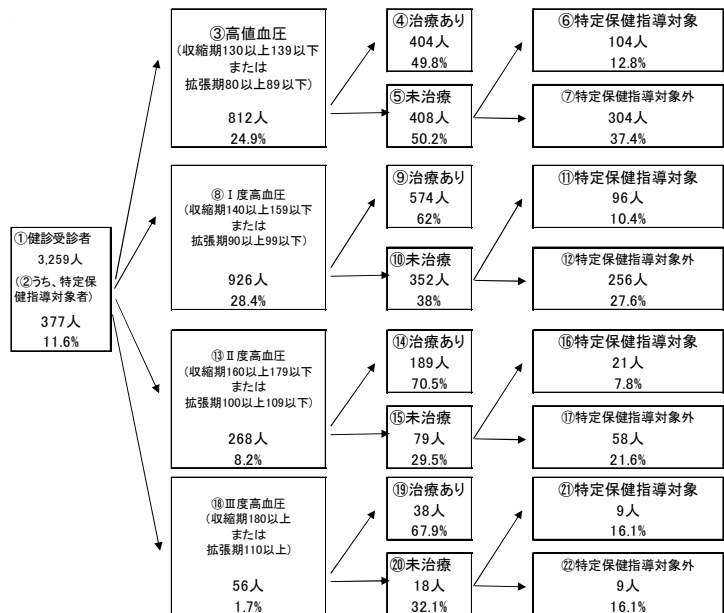 ①健診受診者
3,259人
(②うち、特定保
健指導対象者)
377人
11.6%
③高値血圧
(収縮期130以上139以下
または
拡張期80以上89以下)
812人
24.9%
④治療あり
404人
49.8%
⑤未治療
408人
50.2%
⑥特定保健指導対象
104人
12.8%
⑦特定保健指導対象外
304人
37.4%
⑧Ⅰ度高血圧
(収縮期140以上159以下
または
拡張期90以上99以下)
926人
28.4%
⑨治療あり
574人
62%
⑩未治療
352人
38%
⑪特定保健指導対象
96人
10.4%
⑫特定保健指導対象外
256人
27.6%
⑬Ⅱ度高血圧
(収縮期160以上179以下
または
拡張期100以上109以下)
268人
8.2%
⑭治療あり
189人
70.5%
⑮未治療
79人
29.5%
⑯特定保健指導対象
21人
7.8%
⑰特定保健指導対象外
58人
21.6%
⑱Ⅲ度高血圧
(収縮期180以上
または
拡張期110以上)
56人
1.7%
⑲治療あり
38人
67.9%
⑳未治療
18人
32.1%
㉑特定保健指導対象
9人
16.1%
㉒特定保健指導対象外
9人
16.1%